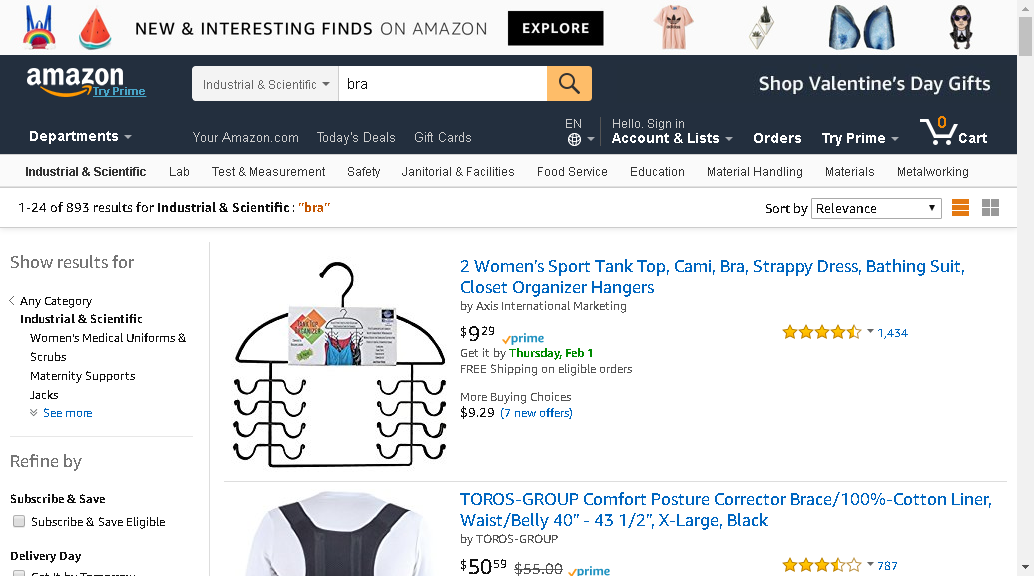 NEW & INTERESTING FINDS ON AMAZON EXPLORE
amazon
Try Prime
Industrial & Scientific bra
Shop Valentine's Day Gifts
Departments
Your Amazon.com Today's Deals Gift Cards
EN
Hello. Sign in
Account & Lists Orders Try Prime 0 Cart
Industrial & Scientific Lab Test & Measurement Safety Janitorial & Facilities Food Service Education Material Handling Materials Metalworking
1-24 of 893 results for Industrial & Scientific : "bra"
Sort by Relevance
Show results for
Any Category
Industrial & Scientific
Women's Medical Uniforms &
Scrubs
Maternity Supports
Jacks
See more
Refine by
Subscribe & Save
Subscribe & Save Eligible
Delivery Day
Get It by Tomorrow
TANK TOP
ORGANIZER
2 Women's Sport Tank Top, Cami, Bra, Strappy Dress, Bathing Suit,
Closet Organizer Hangers
by Axis International Marketing
$9 29 prime
1,434
Get it by Thursday, Feb 1
FREE Shipping on eligible orders
More Buying Choices
$9.29 (7 new offers)
TOROS-GROUP Comfort Posture Corrector Brace/100%-Cotton Liner,
Waist/Belly 40" - 43 1/2", X-Large, Black
by TOROS-GROUP
$50 59 $55.00 prime
787